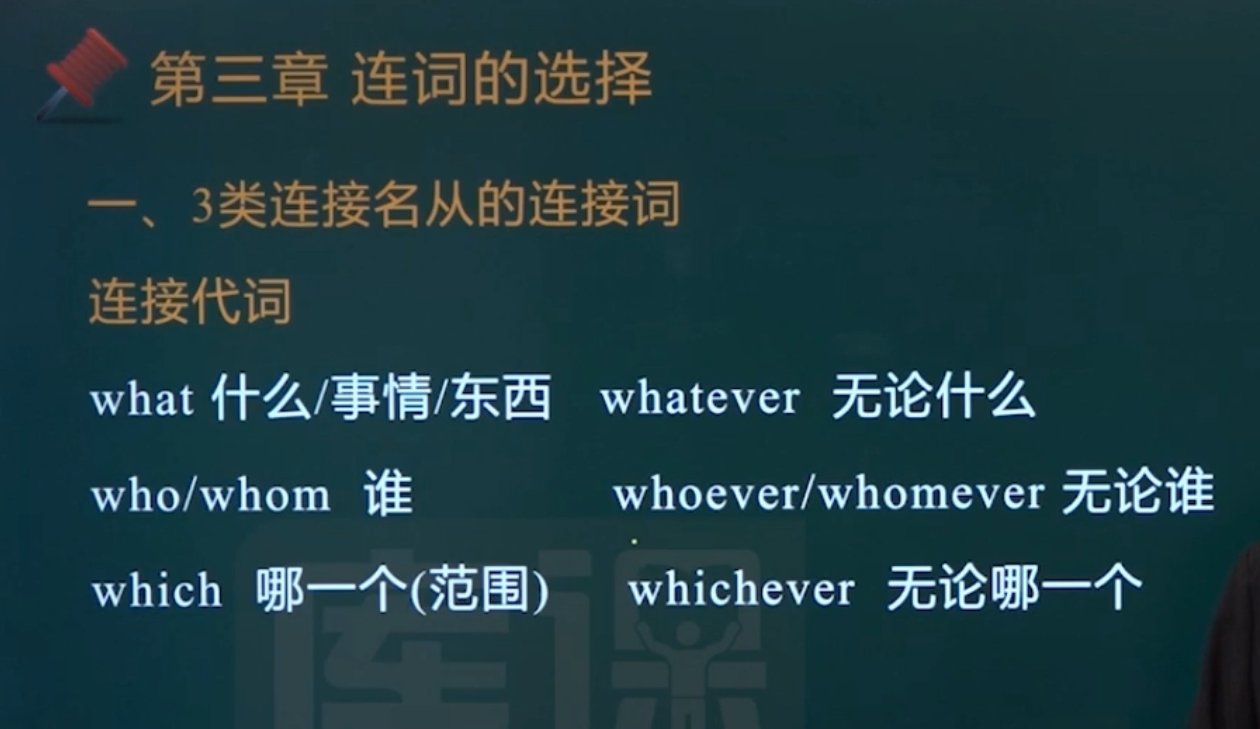 第三章 连词的选择
一、3类连接名从的连接词
连接代词
what 什么/事情/东西 whatever 无论什么
who/whom 谁 whoever/whomever 无论谁
which 哪一个(范围) whichever 无论哪一个
库课